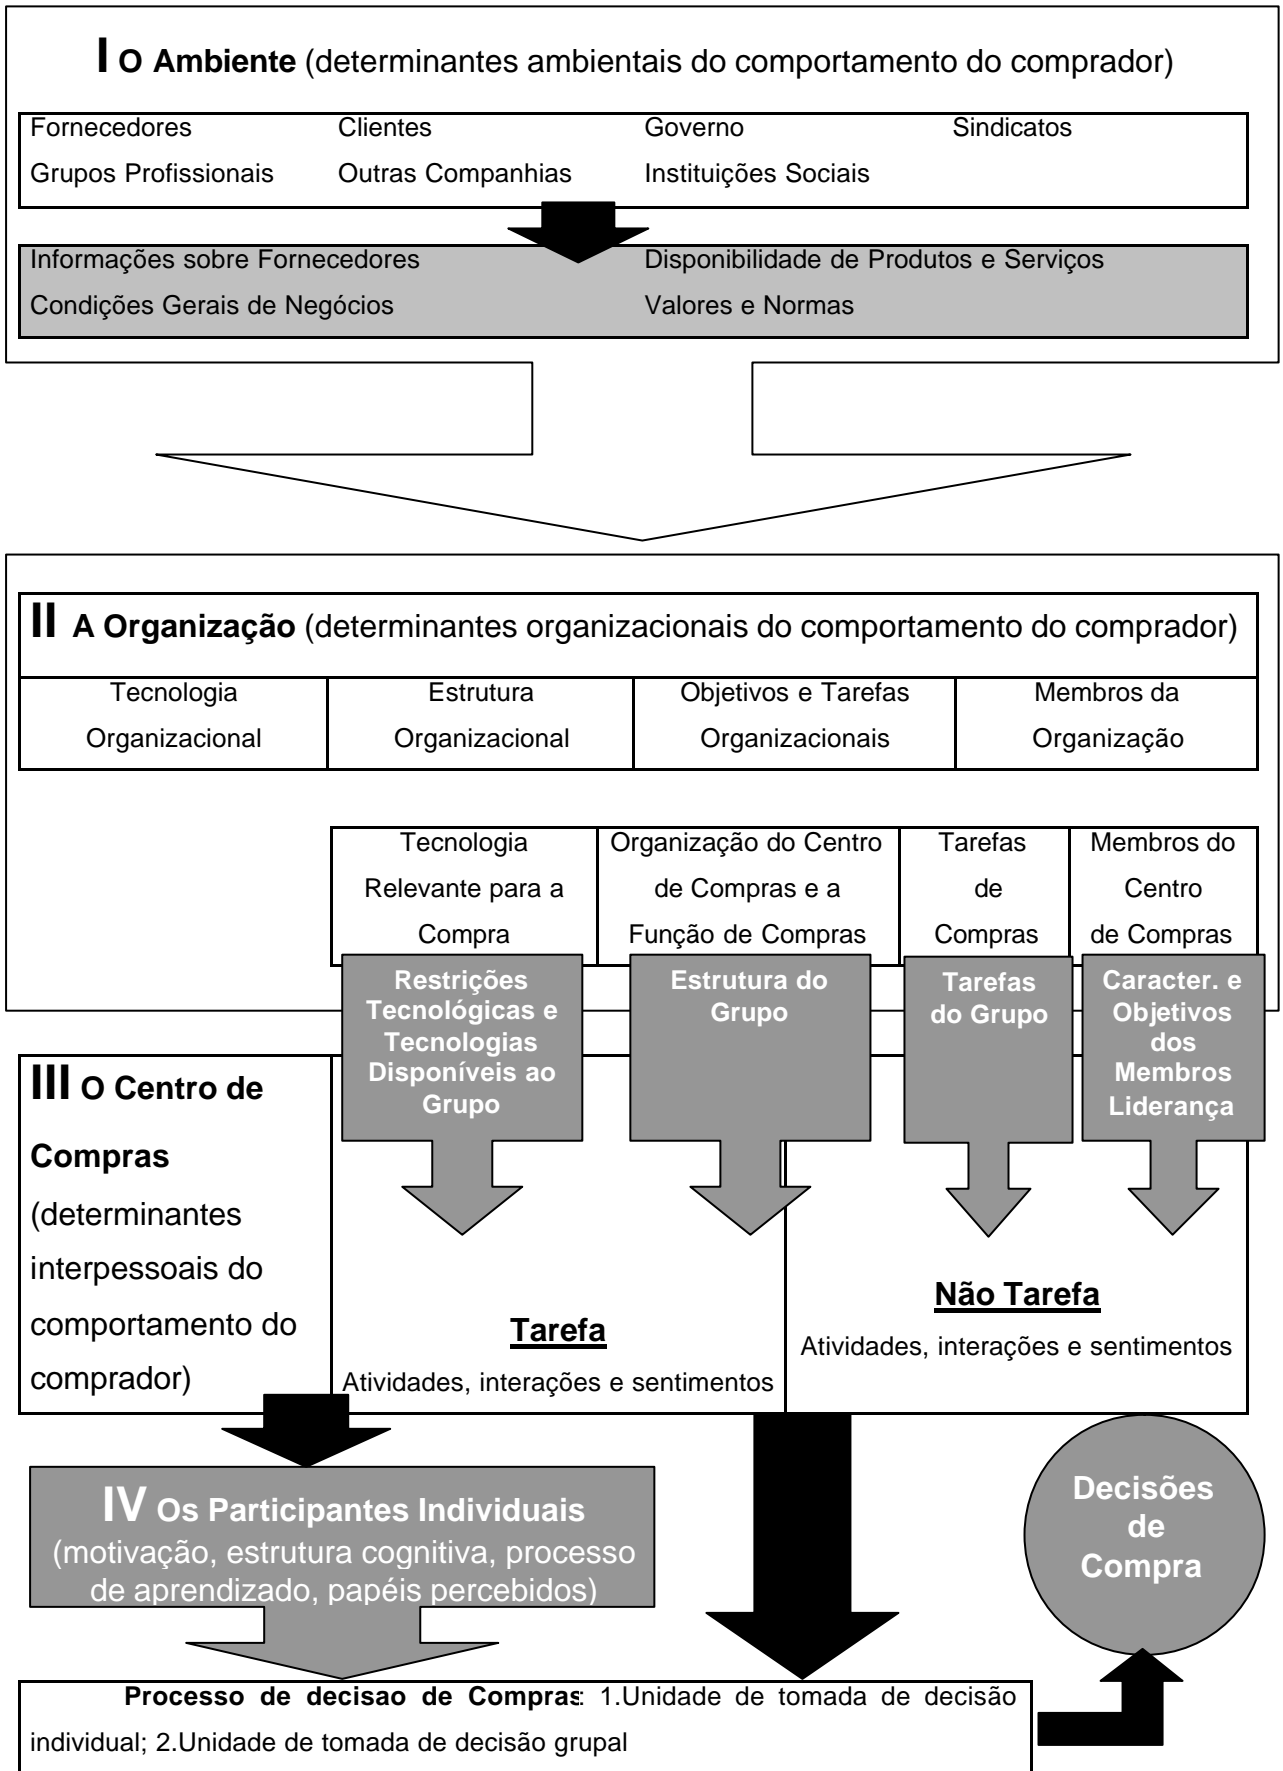 I O Ambiente (determinantes ambientais do comportamento do comprador)
Fornecedores Clientes Governo Sindicatos
Grupos Profissionais Outras Companhias Instituições Sociais
Informações sobre Fornecedores Disponibilidade de Produtos e Serviços
Condições Gerais de Negócios Valores e Normas
II A Organização (determinantes organizacionais do comportamento do comprador)
Tecnologia
Organizacional
Estrutura
Organizacional
Objetivos e Tarefas
Organizacionais
Membros da
Organização
Tecnologia
Relevante para a
Compra
Organização do Centro
de Compras e a
Função de Compras
Tarefas
de
Compras
Membros do
Centro
de Compras
Restrições
Tecnológicas e
Tecnologias
Disponíveis ao
Grupo
Estrutura do
Grupo
Tarefas
do Grupo
Caracter. e
Objetivos
dos
Membros
Liderança
III O Centro de
Compras
(determinantes
interpessoais do
comportamento do
comprador)
Tarefa
Atividades, interações e sentimentos
Não Tarefa
Atividades, interações e sentimentos
IV Os Participantes Individuais
(motivação, estrutura cognitiva, processo
de aprendizado, papéis percebidos)
Decisões
de
Compra
Processo de decisao de Compras: 1.Unidade de tomada de decisão
individual; 2.Unidade de tomada de decisão grupal